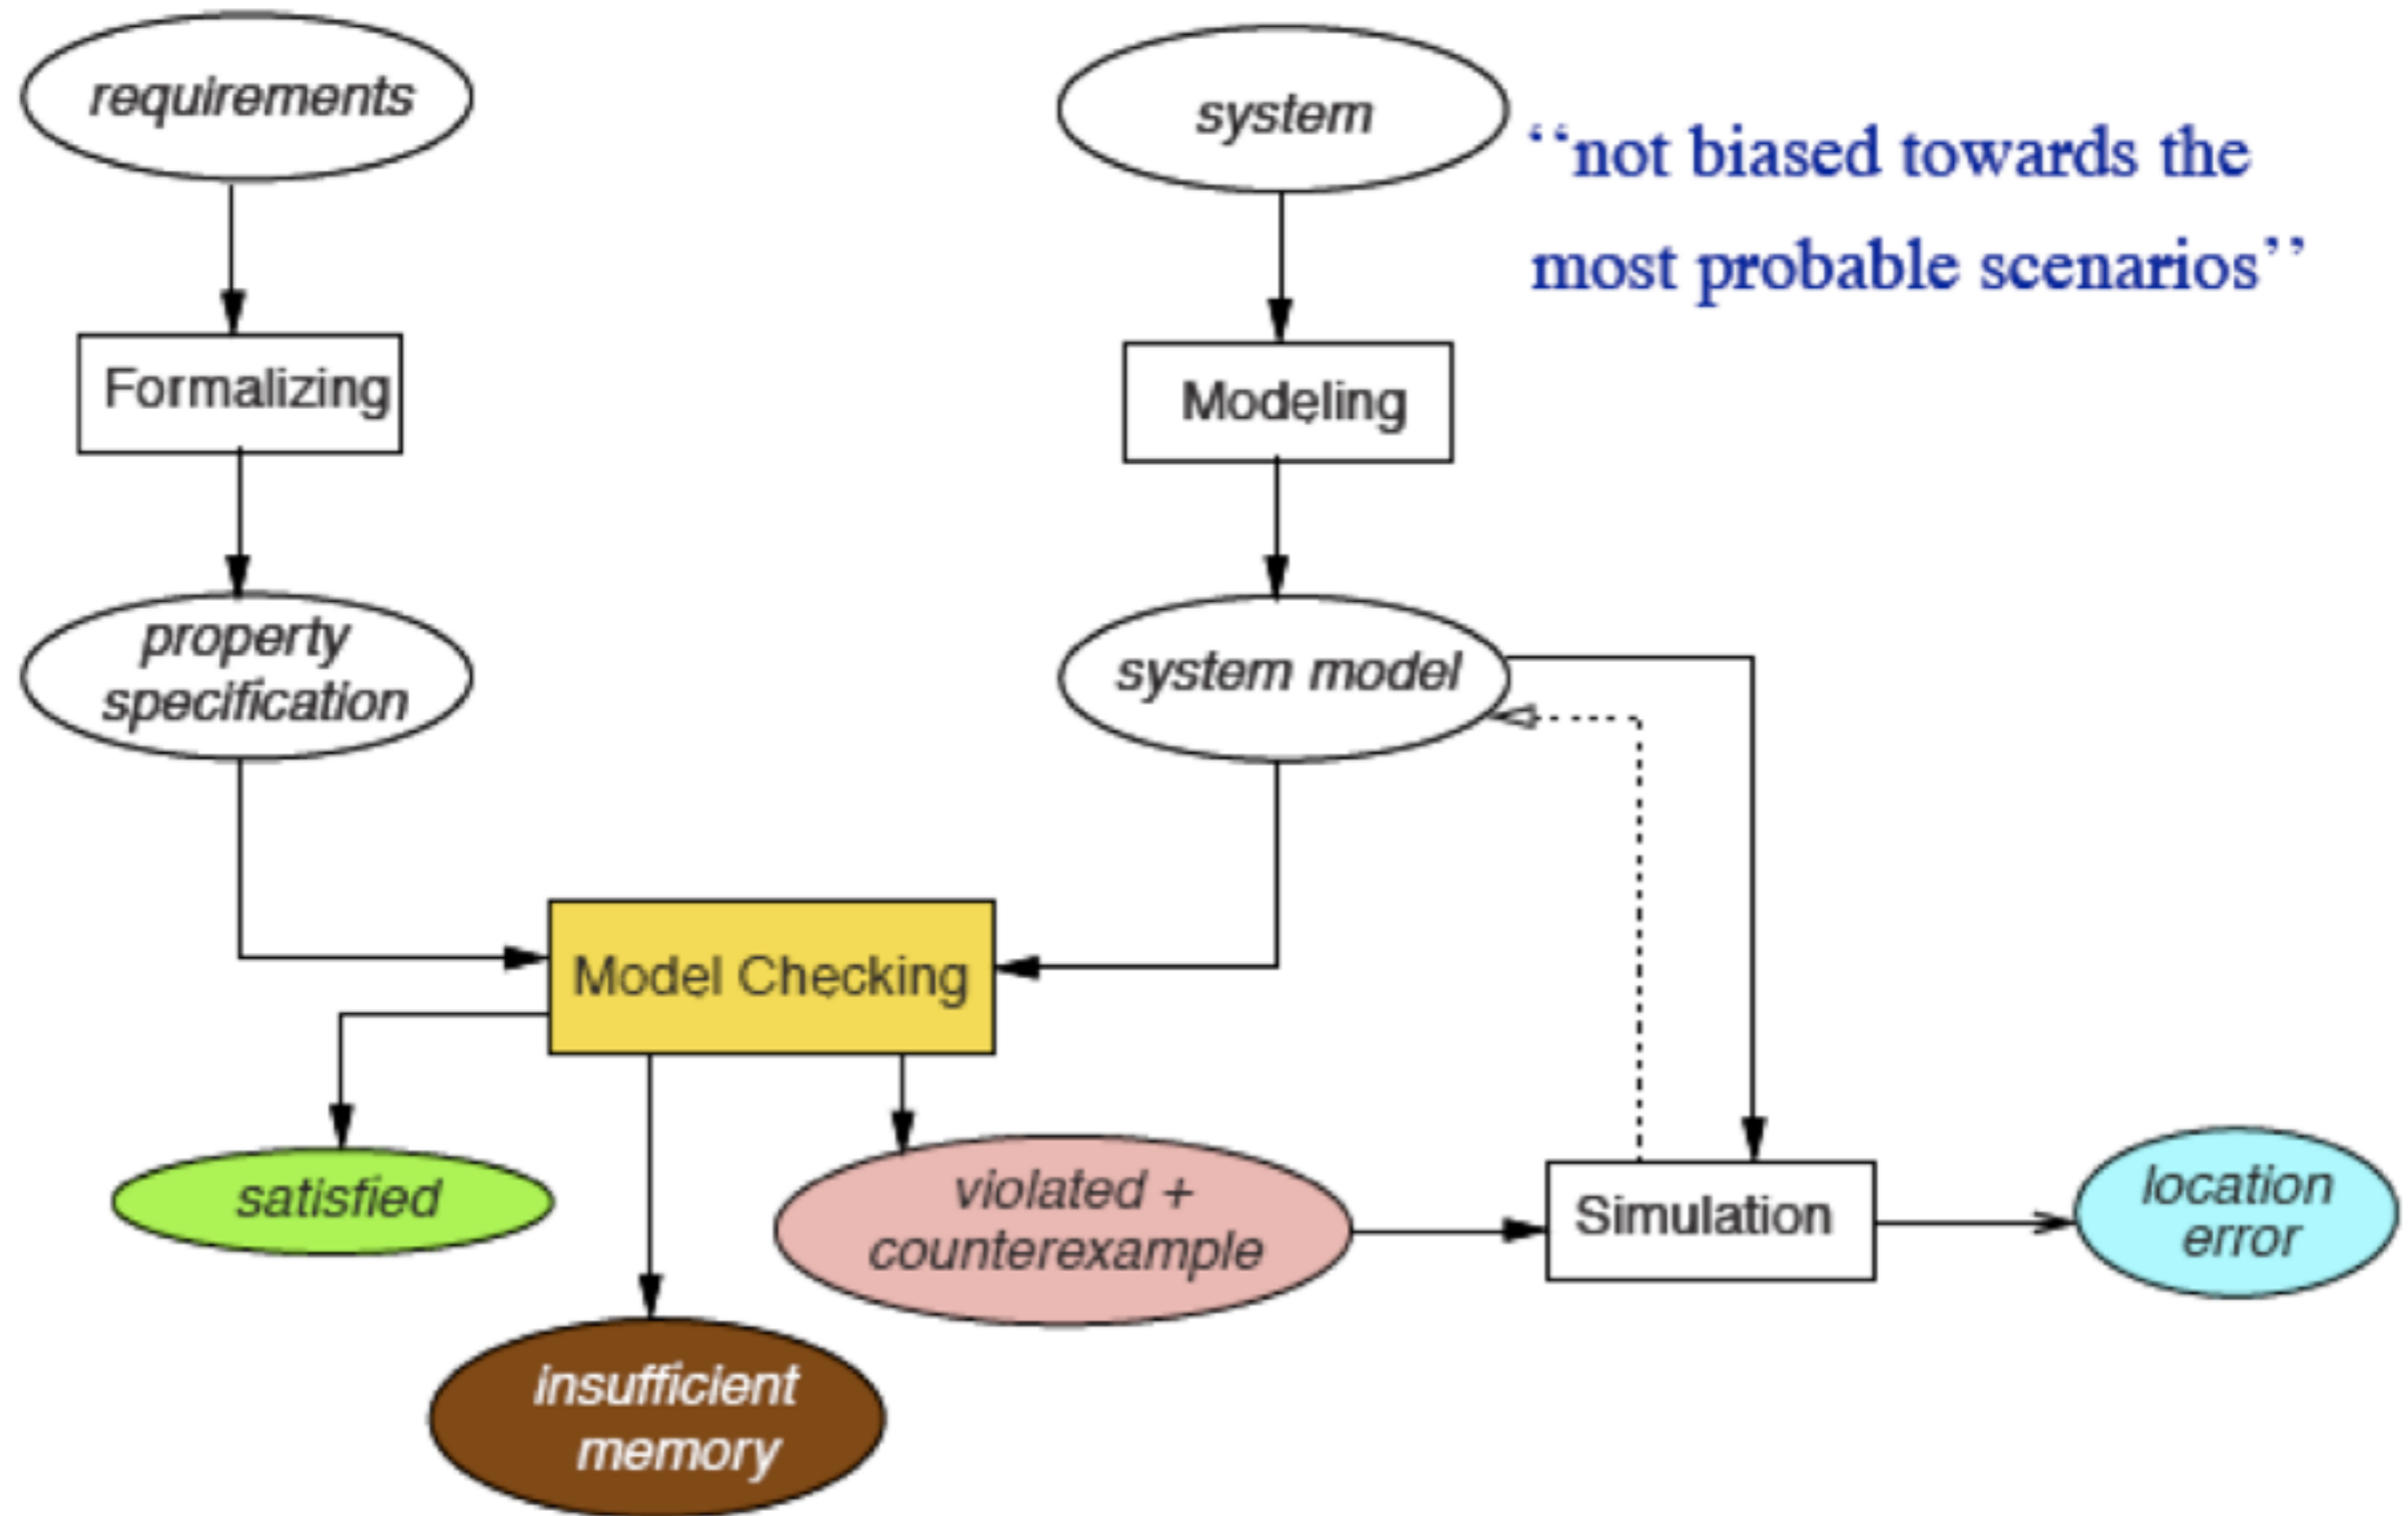 requirements
system
‘‘not biased towards the
most probable scenarios’’
Formalizing
Modeling
property
specification
system model
Model Checking
satisfied
violated +
counterexample
Simulation
location
error
insufficient
memory